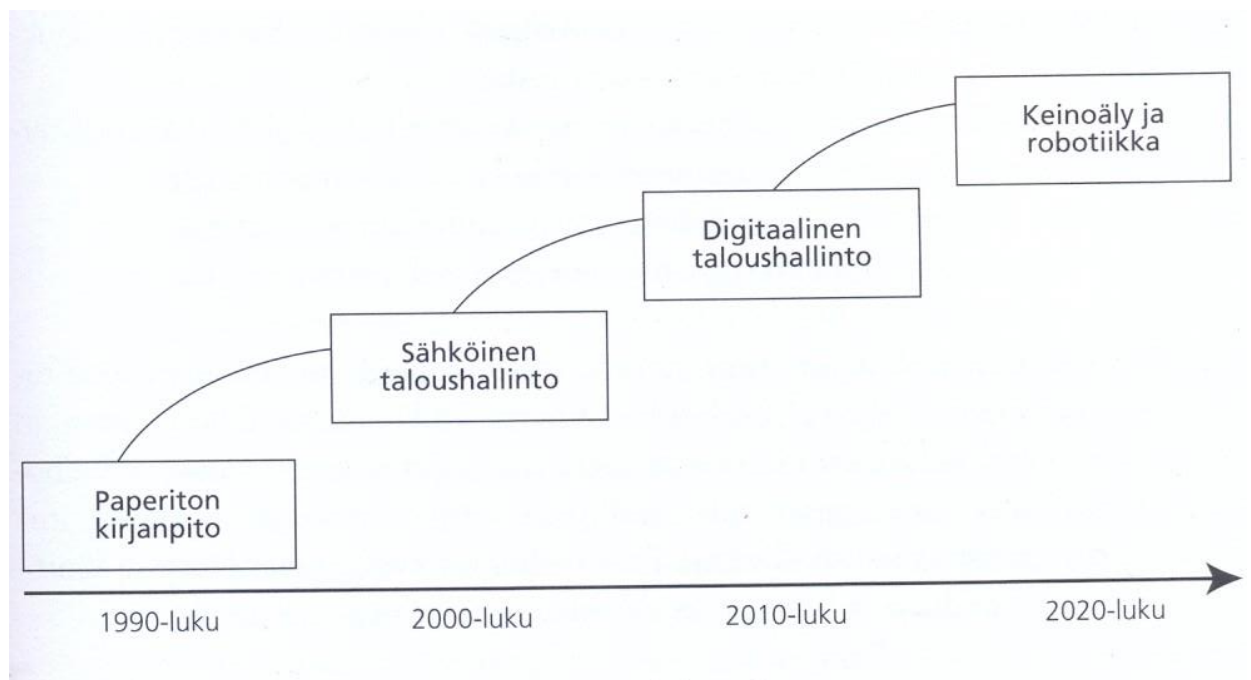 Keinoäly ja
robotiikka
Digitaalinen
taloushallinto
Sähköinen
taloushallinto
Paperiton
kirjanpito
1990-luku
2000-luku
2010-luku
2020-luku